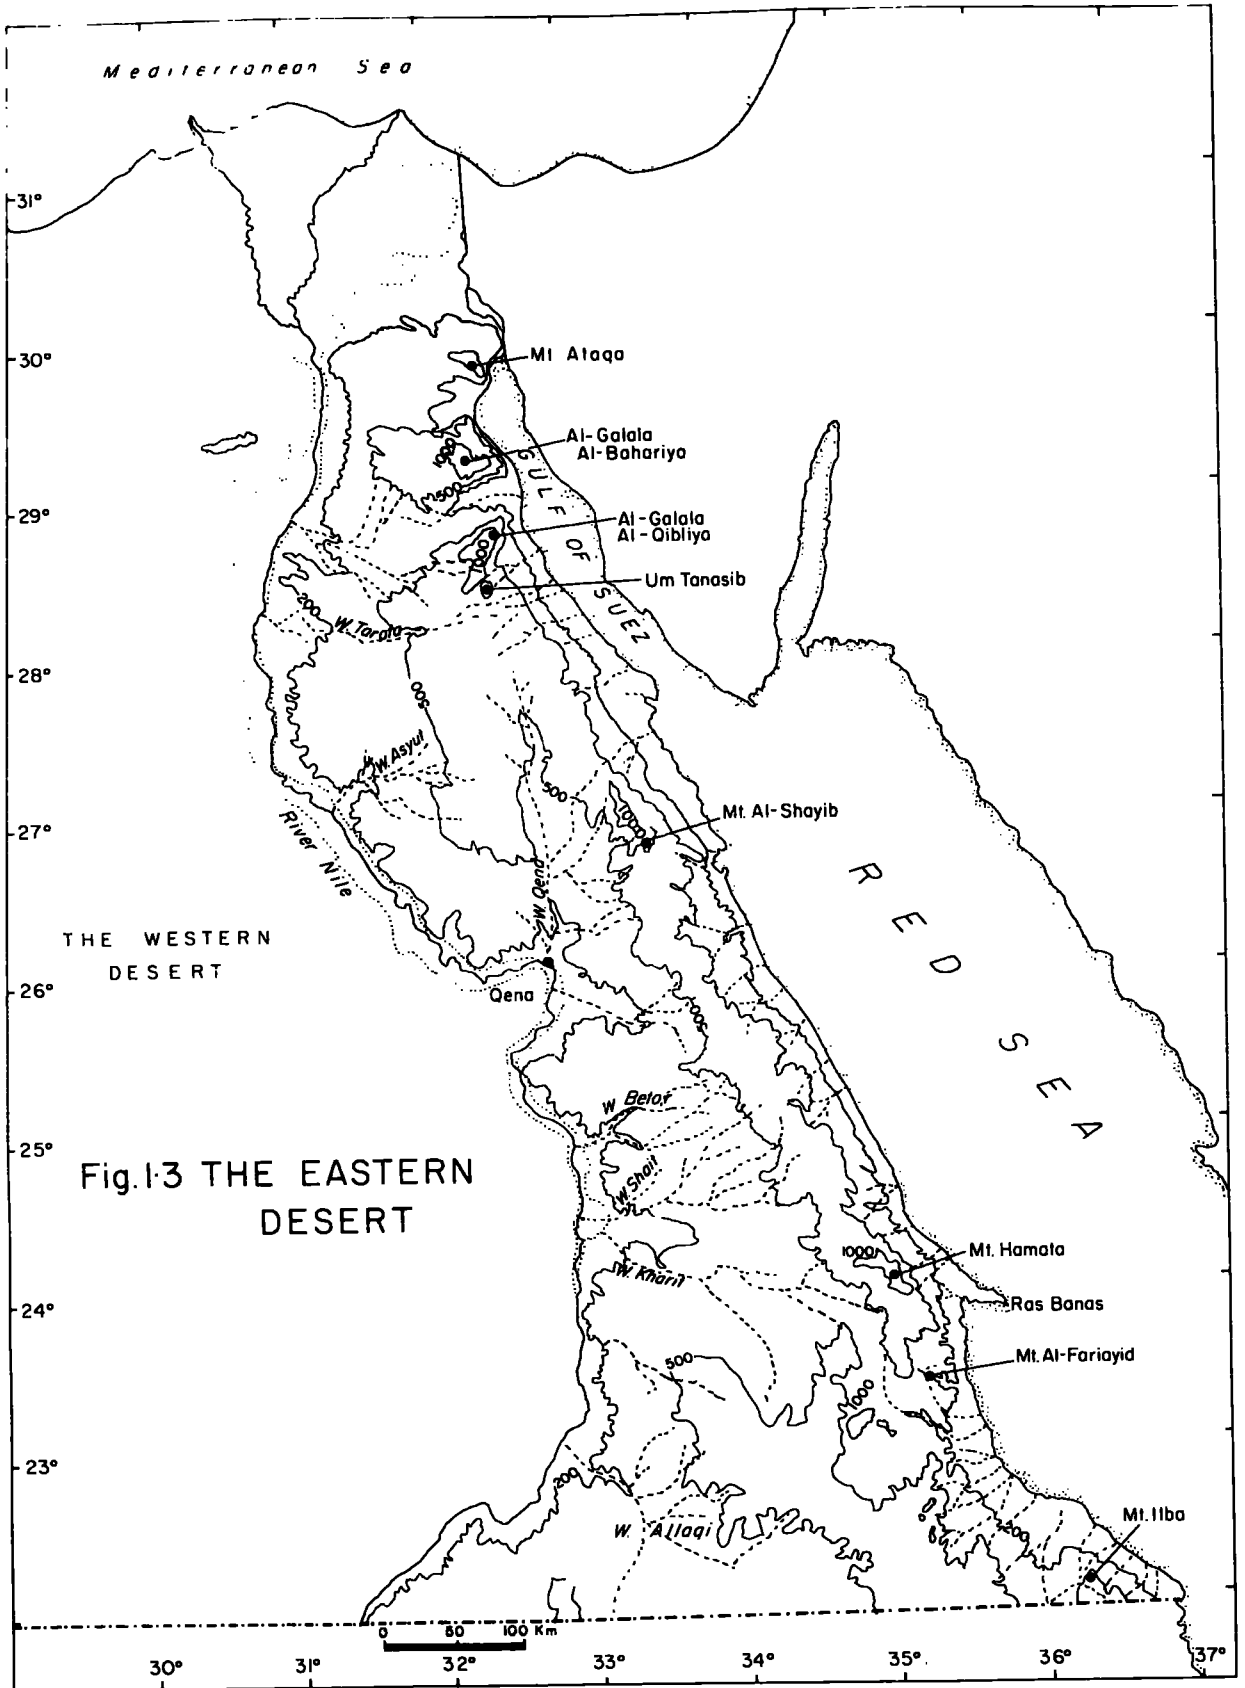 Mediterranean Sea
31°
30°
Mt Ataqa
Al-Galala
Al-Bahariya
1000
500
GULF OF SUEZ
29°
Al-Galala
Al-Qibliya
1000
Um Tanasib
200
W. Tarafa
28°
500
W. Asyut
500
27°
1000
Mt. Al-Shayib
River Nile
W. Qena
RED SEA
THE WESTERN
DESERT
26°
Qena
500
W Betar
25°
Fig.1·3 THE EASTERN
DESERT
W. Shait
1000
Mt. Hamata
W. Kharit
24°
Ras Banas
500
Mt. Al-Fariayid
1000
23°
200
W. Allaqi
200
Mt. Ilba
0 50 100 Km
30° 31° 32° 33° 34° 35° 36° 37°